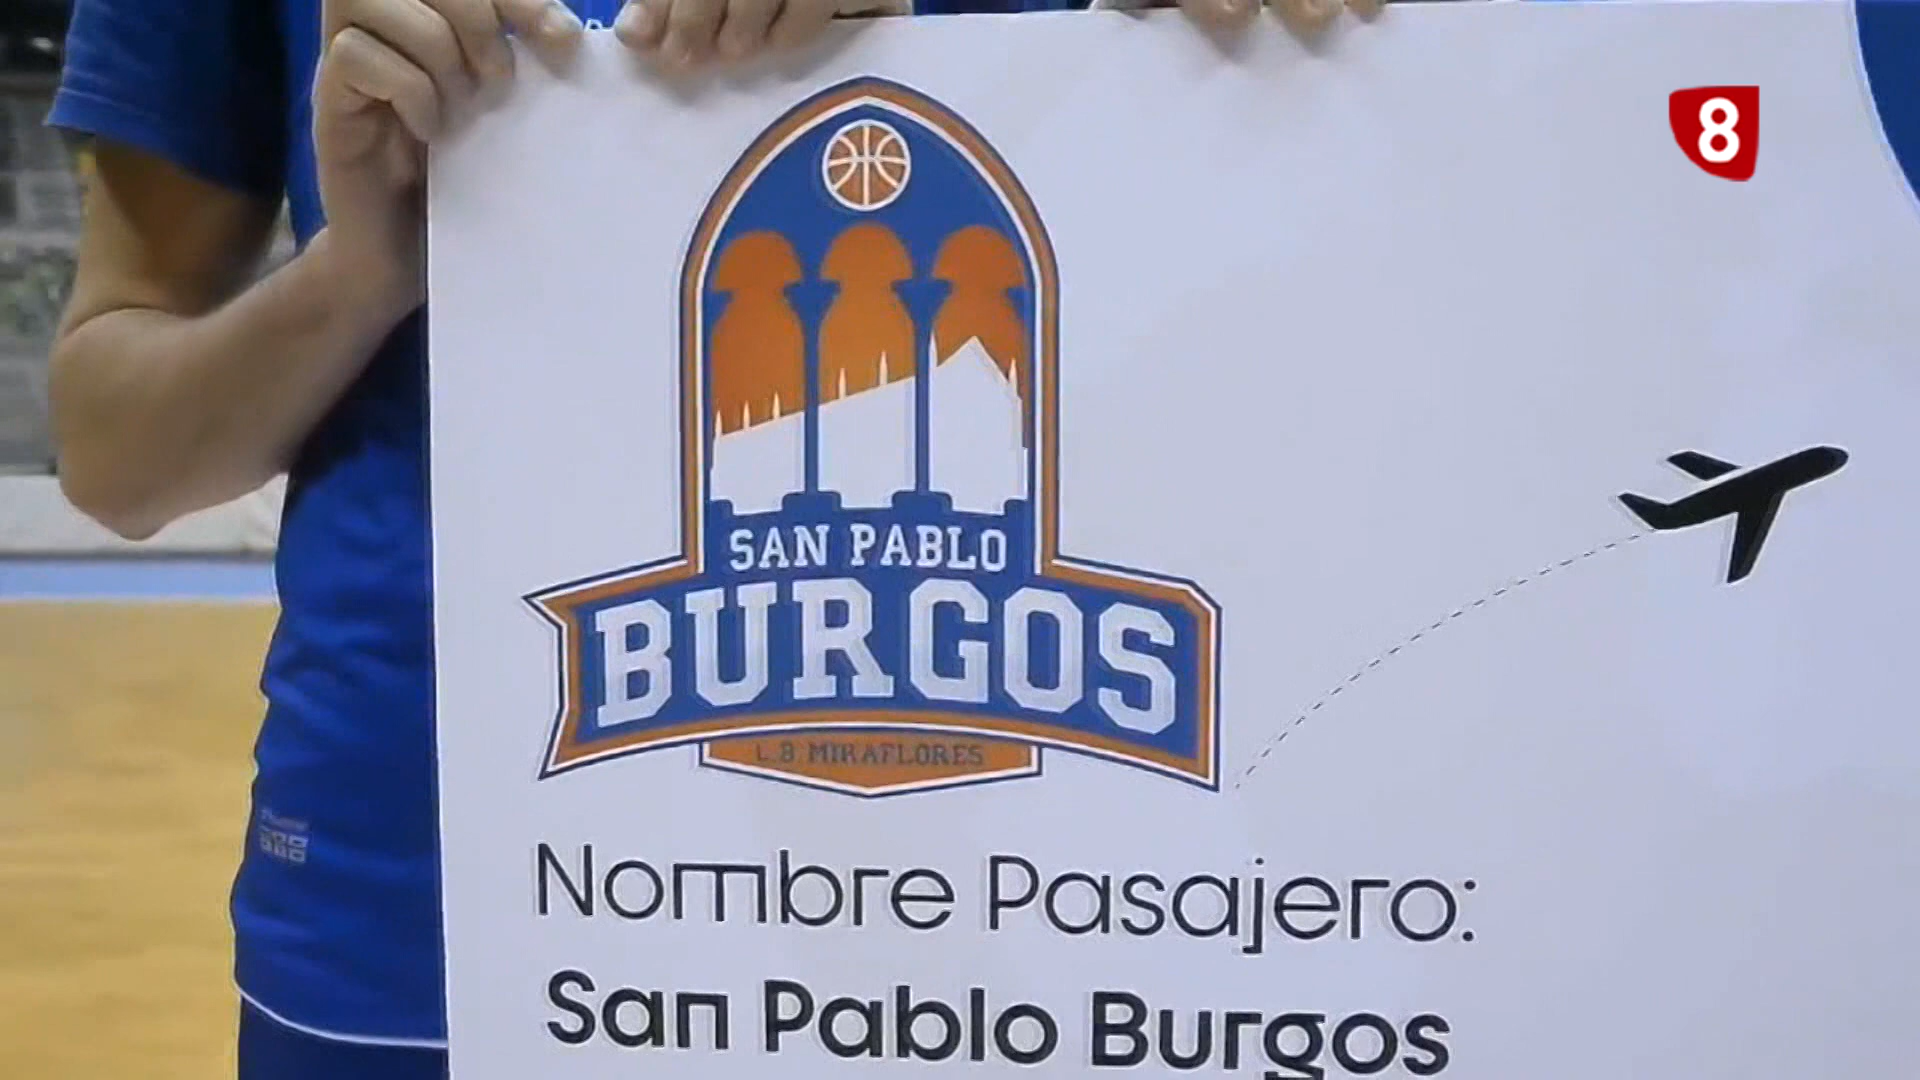 8
SAN PABLO
BURGOS
L.B. MIRAFLORES
Nombre Pasajero:
San Pablo Burgos